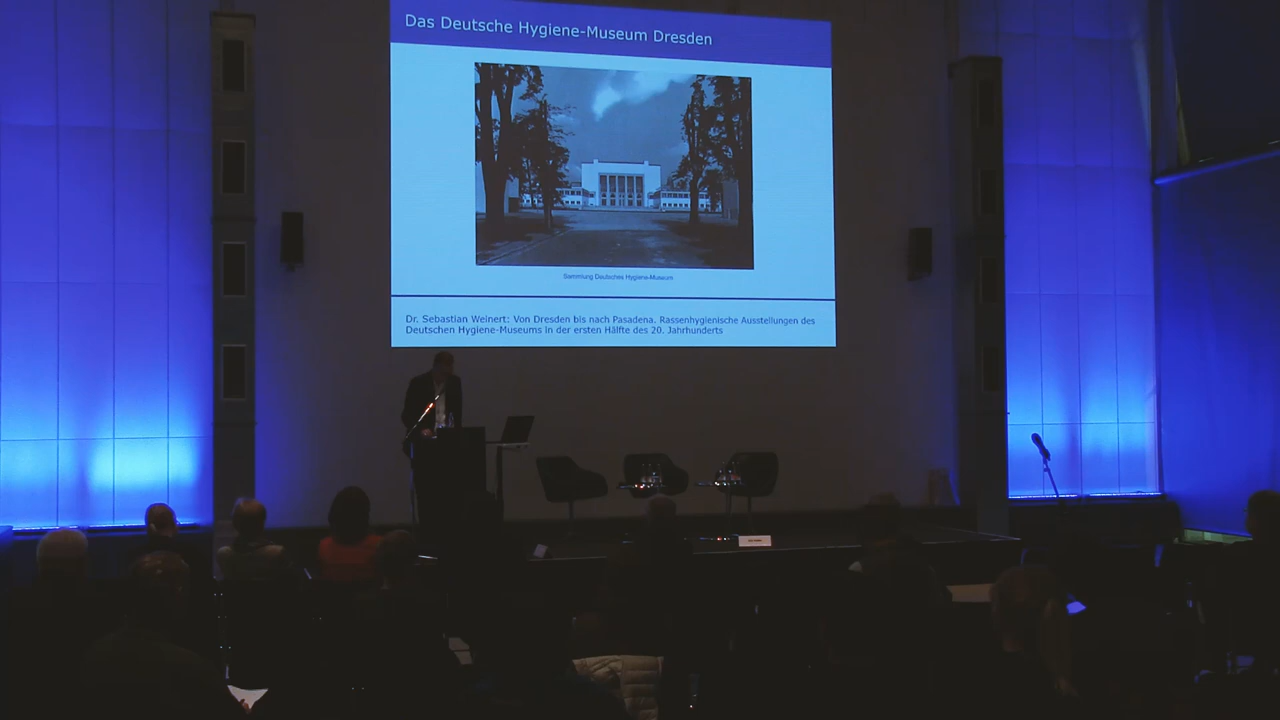 Das Deutsche Hygiene-Museum Dresden
Sammlung Deutsches Hygiene-Museum
Dr. Sebastian Weinert: Von Dresden bis nach Pasadena. Rassenhygienische Ausstellungen des
Deutschen Hygiene-Museums in der ersten Hälfte des 20. Jahrhunderts